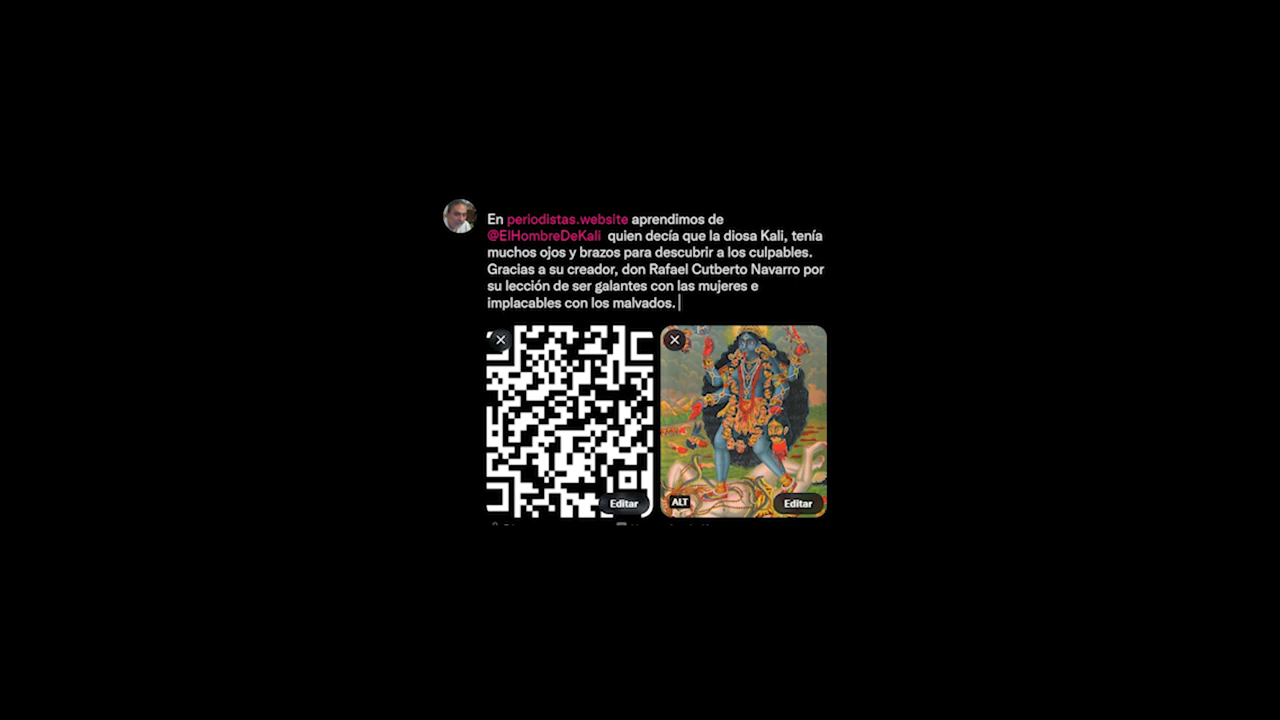 En periodistas.website aprendimos de
@ElHombreDeKali quien decía que la diosa Kali, tenía
muchos ojos y brazos para descubrir a los culpables.
Gracias a su creador, don Rafael Cutberto Navarro por
su lección de ser galantes con las mujeres e
implacables con los malvados.
Editar
ALT
Editar